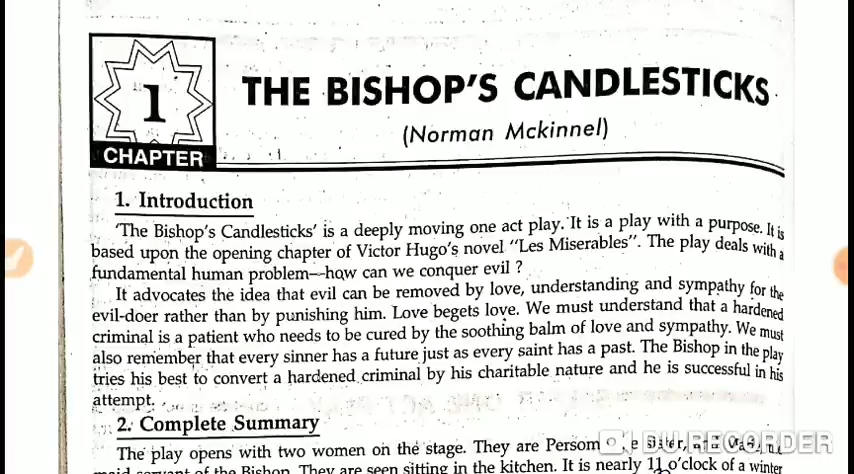 1
CHAPTER
THE BISHOP'S CANDLESTICKS
(Norman Mckinnel)
1. Introduction
'The Bishop's Candlesticks' is a deeply moving one act play. It is a play with a purpose. It is
based upon the opening chapter of Victor Hugo's novel "Les Miserables". The play deals with a
fundamental human problem—how can we conquer evil ?
It advocates the idea that evil can be removed by love, understanding and sympathy for the
evil-doer rather than by punishing him. Love begets love. We must understand that a hardened
criminal is a patient who needs to be cured by the soothing balm of love and sympathy. We must
also remember that every sinner has a future just as every saint has a past. The Bishop in the play
tries his best to convert a hardened criminal by his charitable nature and he is successful in his
attempt.
2. Complete Summary
The play opens with two women on the stage. They are Persom
DU RECORDER
maid servant of the Bishop. They are seen sitting in the kitchen. It is nearly 11 o'clock of a winter